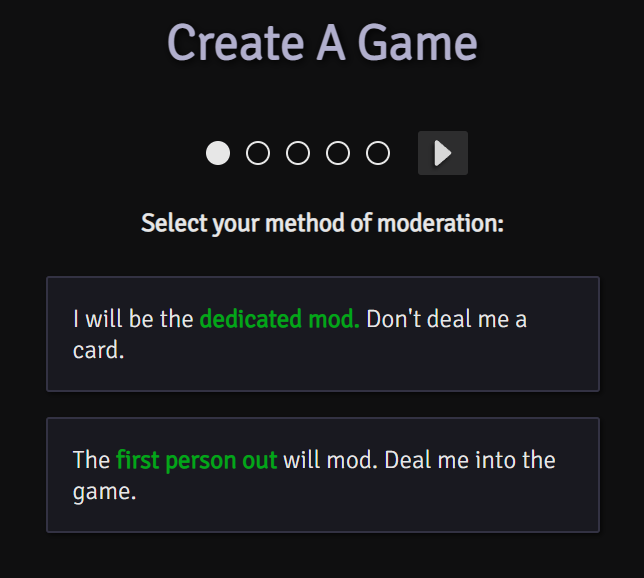 Create A Game
Select your method of moderation:
I will be the dedicated mod. Don't deal me a
card.
The first person out will mod. Deal me into the
game.